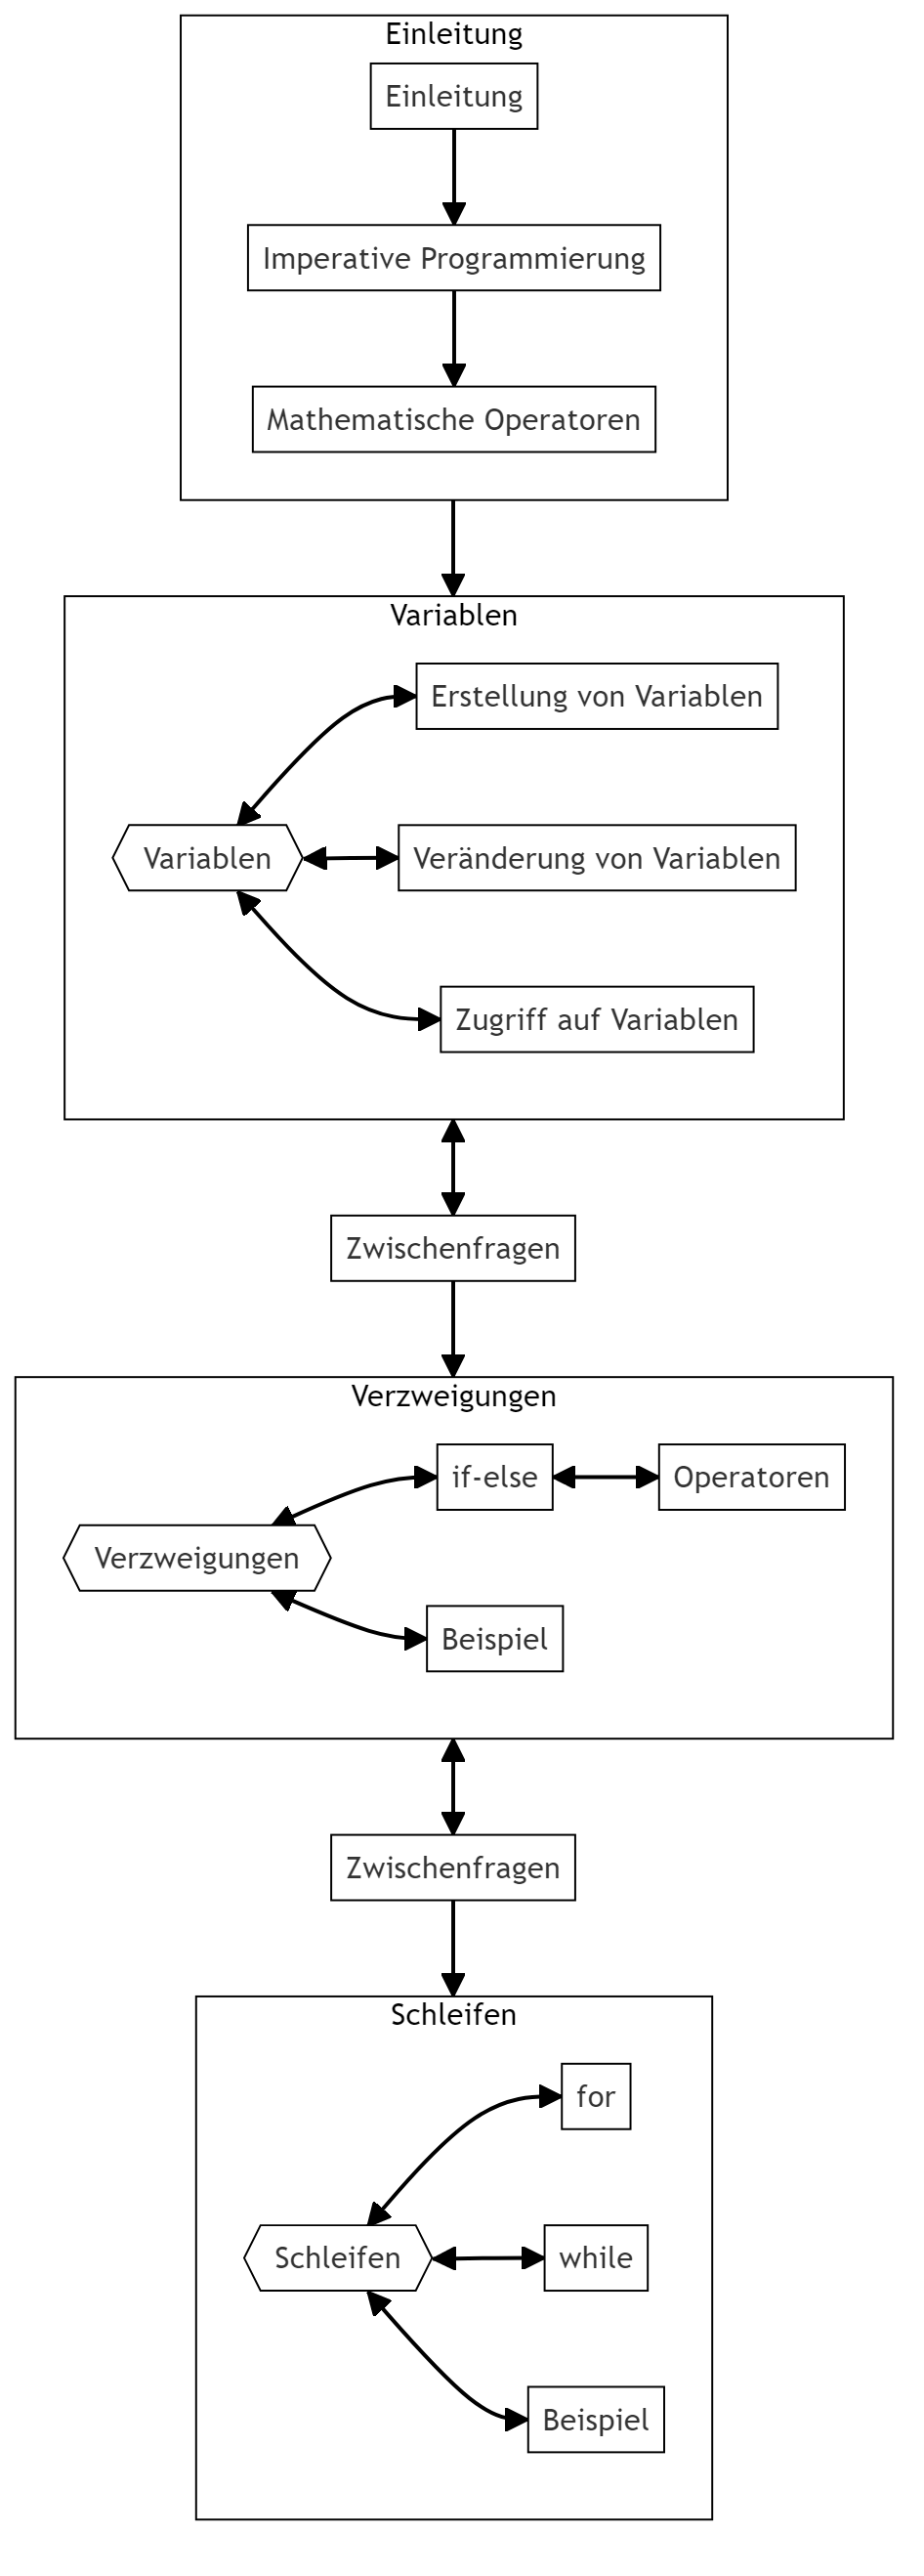 Einleitung
Einleitung
Imperative Programmierung
Mathematische Operatoren
Variablen
Erstellung von Variablen
Variablen
Veränderung von Variablen
Zugriff auf Variablen
Zwischenfragen
Verzweigungen
if-else
Operatoren
Verzweigungen
Beispiel
Zwischenfragen
Schleifen
for
Schleifen
while
Beispiel